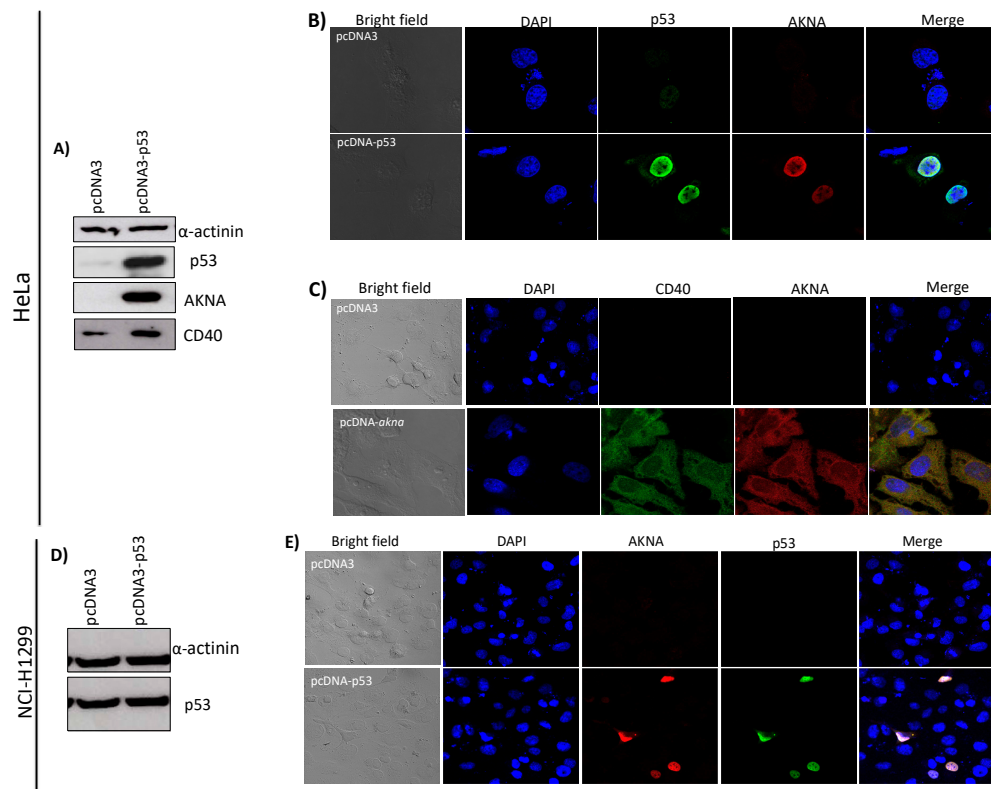 HeLa
A)
pcDNA3
pcDNA3-p53
α-actinin
p53
AKNA
CD40
B)
Bright field
DAPI
p53
AKNA
Merge
pcDNA3
pcDNA-p53
C)
Bright field
DAPI
CD40
AKNA
Merge
pcDNA3
pcDNA-akna
NCI-H1299
D)
pcDNA3
pcDNA3-p53
α-actinin
p53
E)
Bright field
DAPI
AKNA
p53
Merge
pcDNA3
pcDNA-p53